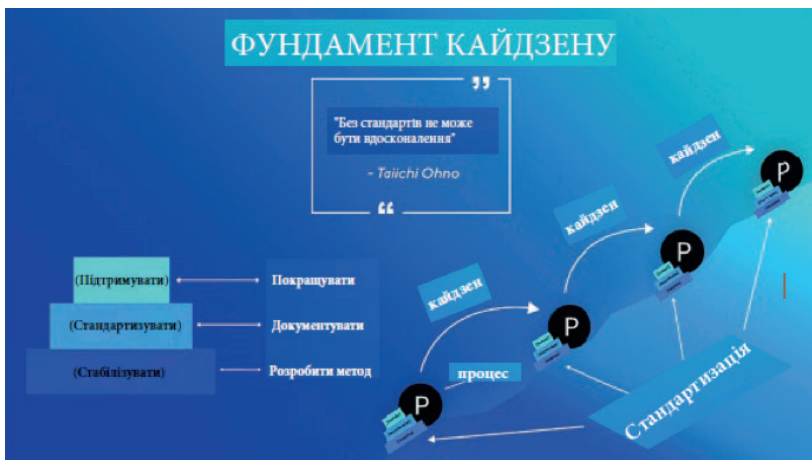 ФУНДАМЕНТ КАЙДЗЕНУ
"Без стандартів не може
бути вдосконалення"
- Taiichi Ohno
кайдзен
P
кайдзен
P
кайдзен
P
процес
P
(Підтримувати) Покращувати
(Стандартизувати) Документувати
(Стабілізувати) Розробити метод
Стандартизація